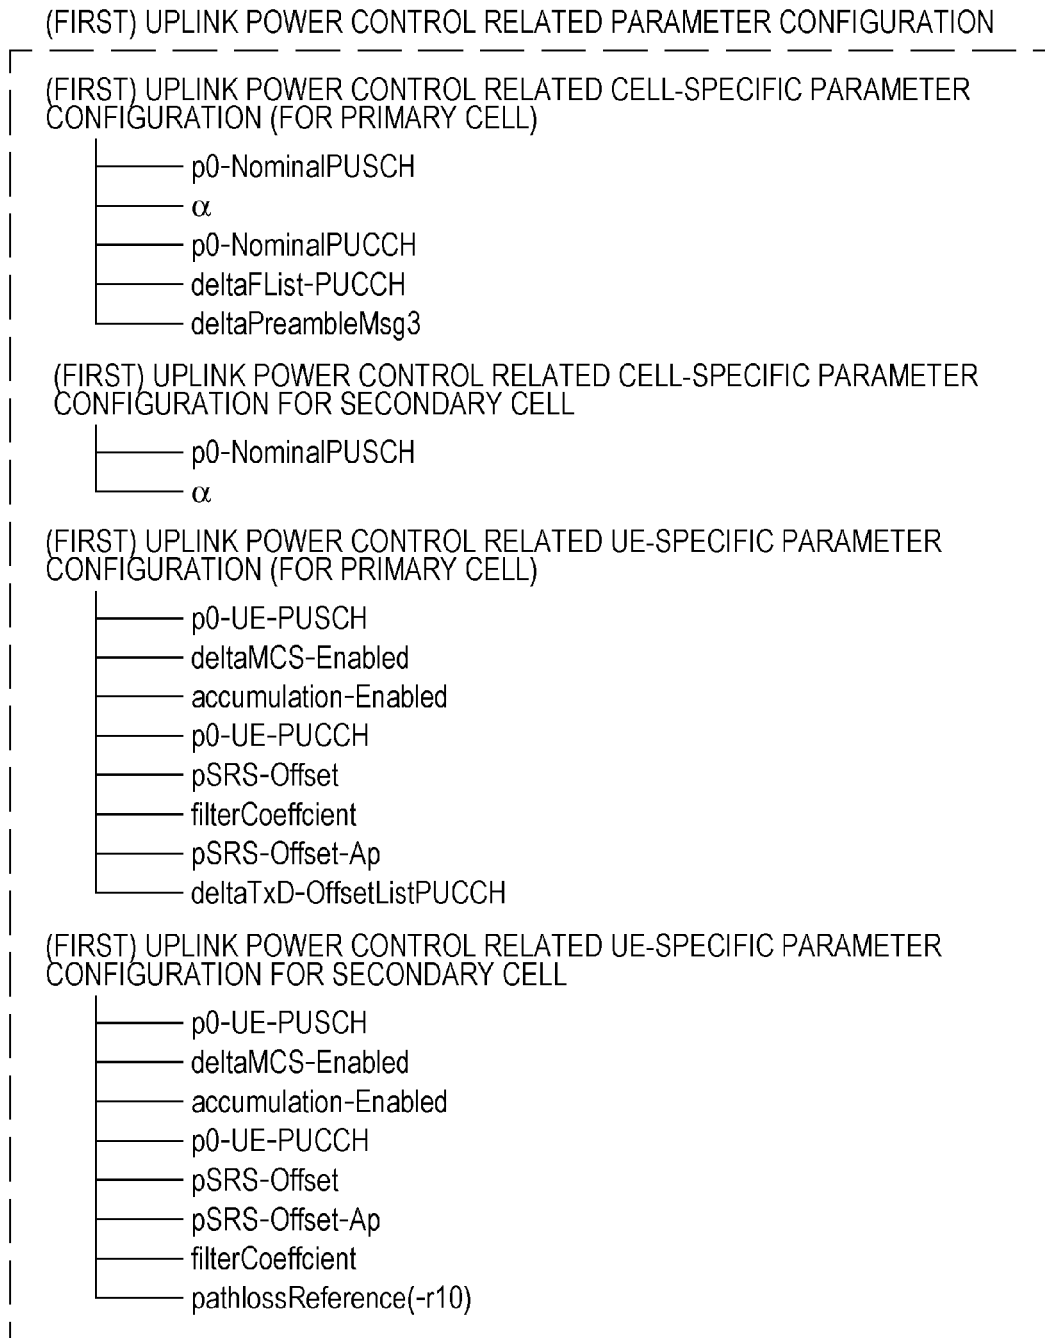 (FIRST) UPLINK POWER CONTROL RELATED PARAMETER CONFIGURATION
(FIRST) UPLINK POWER CONTROL RELATED CELL-SPECIFIC PARAMETER
CONFIGURATION (FOR PRIMARY CELL)
p0-NominalPUSCH
α
p0-NominalPUCCH
deltaFList-PUCCH
deltaPreambleMsg3
(FIRST) UPLINK POWER CONTROL RELATED CELL-SPECIFIC PARAMETER
CONFIGURATION FOR SECONDARY CELL
p0-NominalPUSCH
α
(FIRST) UPLINK POWER CONTROL RELATED UE-SPECIFIC PARAMETER
CONFIGURATION (FOR PRIMARY CELL)
p0-UE-PUSCH
deltaMCS-Enabled
accumulation-Enabled
p0-UE-PUCCH
pSRS-Offset
filterCoeffcient
pSRS-Offset-Ap
deltaTxD-OffsetListPUCCH
(FIRST) UPLINK POWER CONTROL RELATED UE-SPECIFIC PARAMETER
CONFIGURATION FOR SECONDARY CELL
p0-UE-PUSCH
deltaMCS-Enabled
accumulation-Enabled
p0-UE-PUCCH
pSRS-Offset
pSRS-Offset-Ap
filterCoeffcient
pathlossReference(-r10)